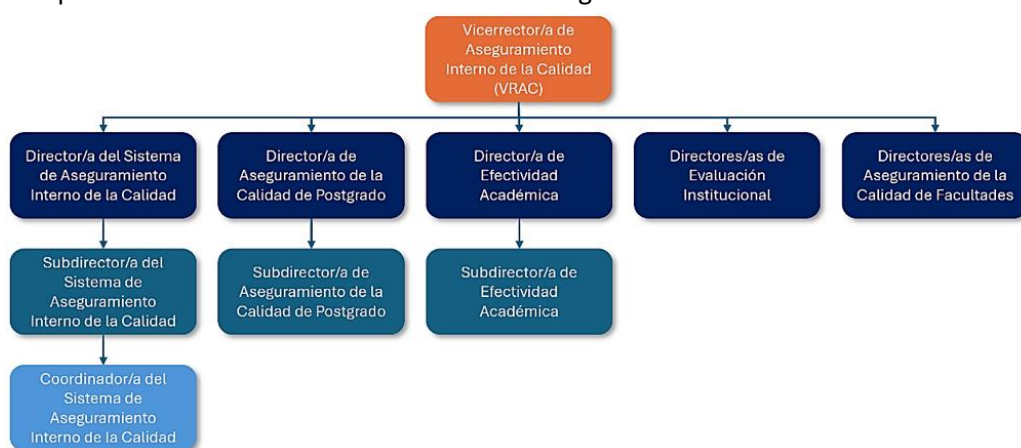 Vicerrector/a de
Aseguramiento
Interno de la Calidad
(VRAC)
Director/a del Sistema
de Aseguramiento
Interno de la Calidad
Director/a de
Aseguramiento de la
Calidad de Postgrado
Director/a de
Efectividad
Académica
Directores/as de
Evaluación
Institucional
Directores/as de
Aseguramiento de la
Calidad de Facultades
Subdirector/a del
Sistema de
Aseguramiento
Interno de la Calidad
Subdirector/a de
Aseguramiento de la
Calidad de Postgrado
Subdirector/a de
Efectividad
Académica
Coordinador/a del
Sistema de
Aseguramiento
Interno de la Calidad